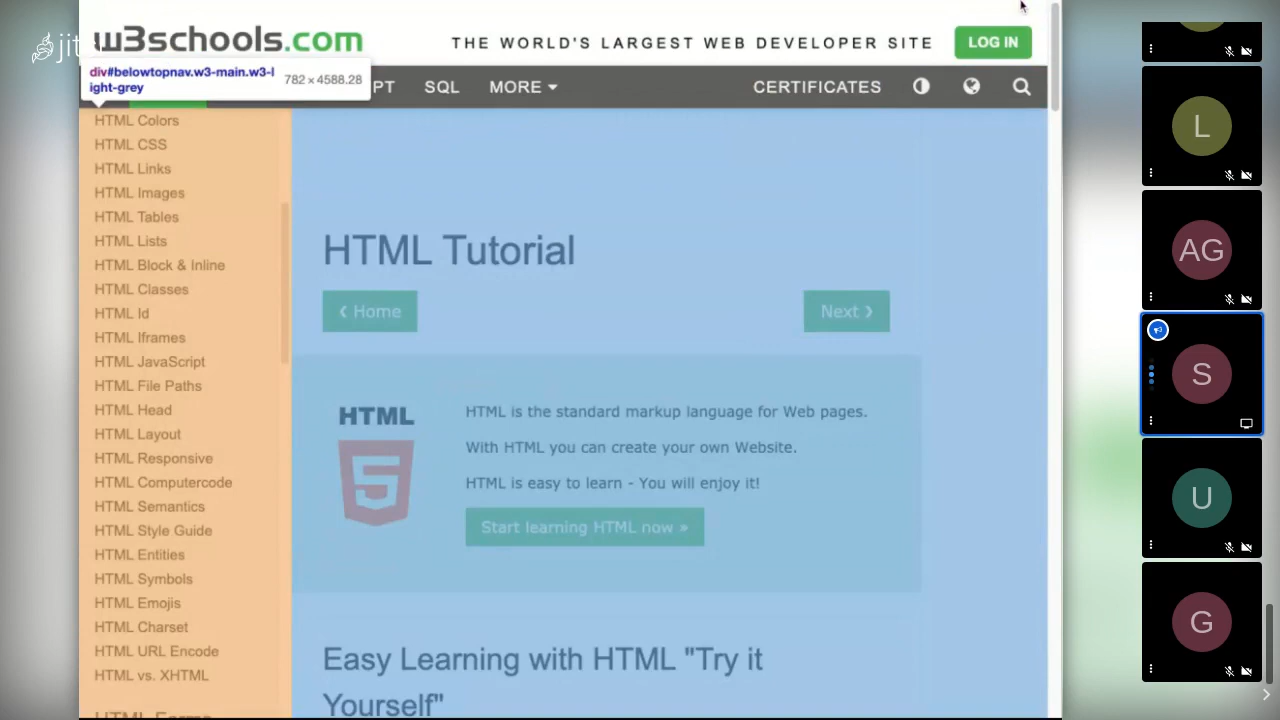 jit
w3schools.com
THE WORLD'S LARGEST WEB DEVELOPER SITE
LOG IN
div#belowtopnav.w3-main.w3-l
ight-grey
782 × 4588.28
PT
SQL
MORE
CERTIFICATES
HTML Colors
HTML CSS
HTML Links
HTML Images
HTML Tables
HTML Lists
HTML Block & Inline
HTML Classes
HTML Id
HTML Iframes
HTML JavaScript
HTML File Paths
HTML Head
HTML Layout
HTML Responsive
HTML Computercode
HTML Semantics
HTML Style Guide
HTML Entities
HTML Symbols
HTML Emojis
HTML Charset
HTML URL Encode
HTML vs. XHTML
HTML Forms
HTML Tutorial
❮ Home
Next ❯
HTML
5
HTML is the standard markup language for Web pages.
With HTML you can create your own Website.
HTML is easy to learn - You will enjoy it!
Start learning HTML now »
Easy Learning with HTML "Try it
Yourself"
L
AG
S
U
G